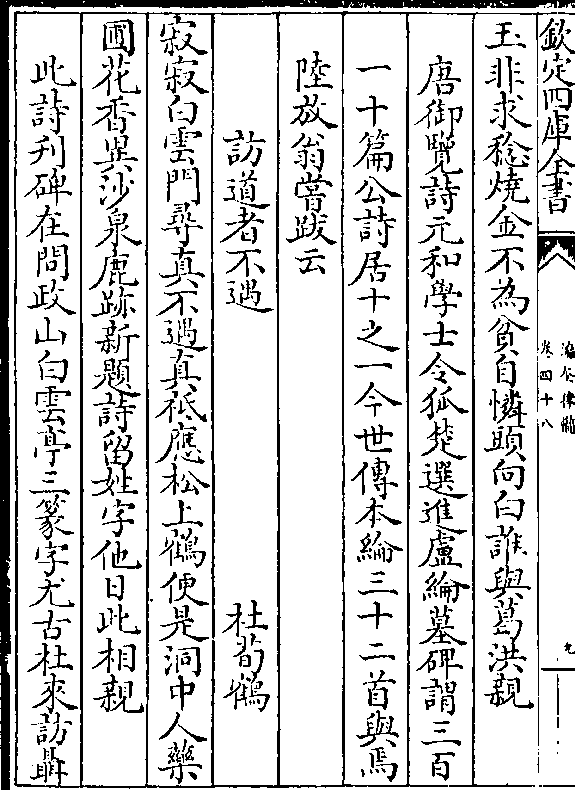 欽定四庫全書
瀛奎律髓
卷四十八
九
玉非求稔燒金不為貧自憐頭向白誰與葛洪親
唐御覽詩元和學士令狐楚選進盧綸墓碑謂三百
一十篇公詩居十之一今世傳本綸三十二首與焉
陸放翁嘗跋云
訪道者不遇
杜荀鶴
寂寂白雲門尋真不遇真秖應松上鶴便是洞中人藥
圃花香異沙泉鹿跡新題詩留姓字他日此相親
此詩刋碑在問政山白雲亭三篆字尤古杜來訪聶